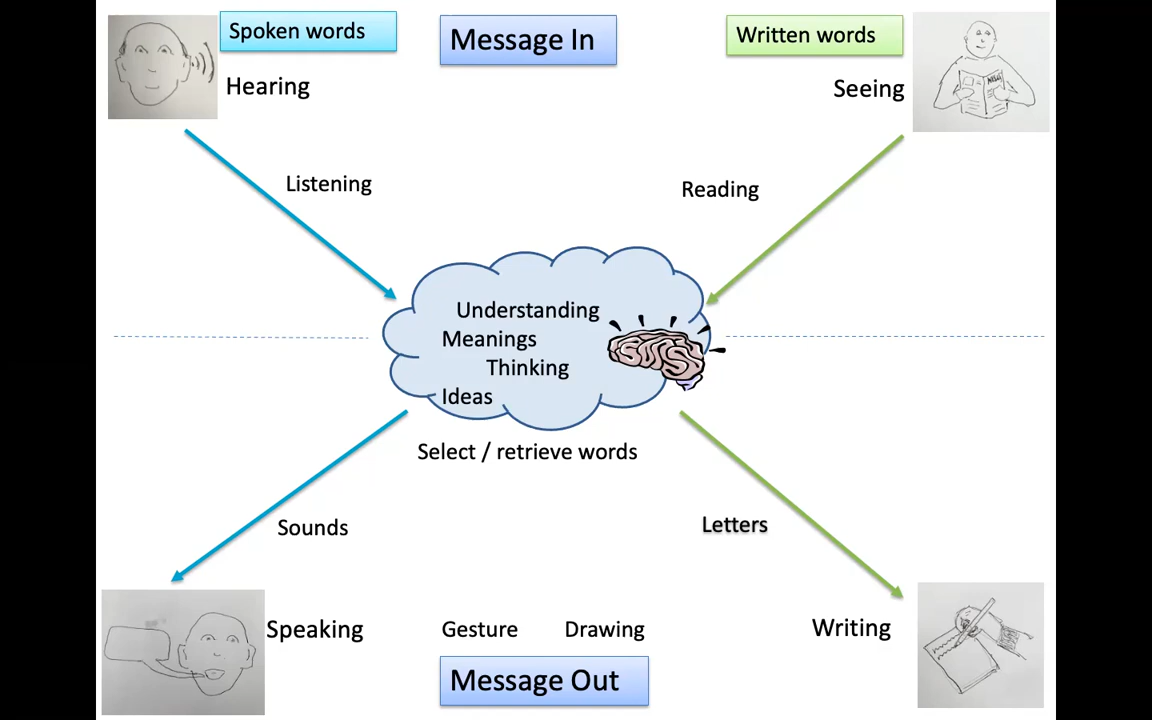 Spoken words
Message In
Written words
Hearing
Seeing
Listening
Reading
Understanding
Meanings
Thinking
Ideas
Select / retrieve words
Sounds
Letters
Speaking
Gesture
Drawing
Writing
Message Out